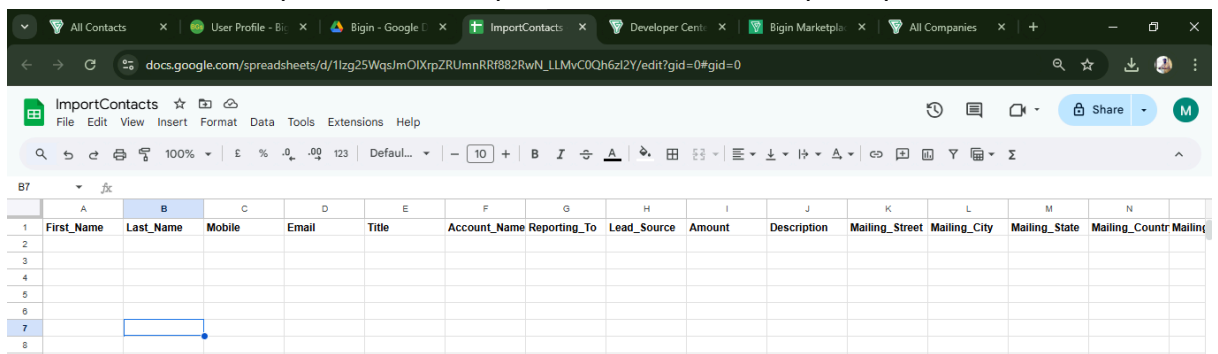 All Contacts User Profile - Big Bigin - Google D ImportContacts Developer Cente Bigin Marketplac All Companies
docs.google.com/spreadsheets/d/1Izg25WqsJmOIXrpZRUmnRRf882RwN_LLMvC0Qh6zI2Y/edit?gid=0#gid=0
ImportContacts
File Edit View Insert Format Data Tools Extensions Help
Share M
100% £ % .0 .00 123 Defaul... − 10 + B I A Σ
B7 fx
A B C D E F G H I J K L M N
1 First_Name Last_Name Mobile Email Title Account_Name Reporting_To Lead_Source Amount Description Mailing_Street Mailing_City Mailing_State Mailing_Countr Mailing
2
3
4
5
6
7
8